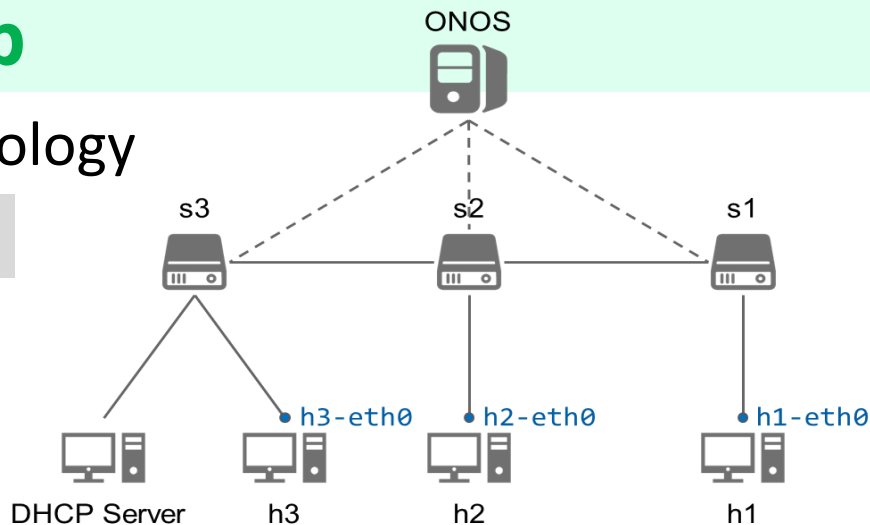 ONOS
ology
s3
s2
s1
h3-eth0
h2-eth0
h1-eth0
DHCP Server
h3
h2
h1